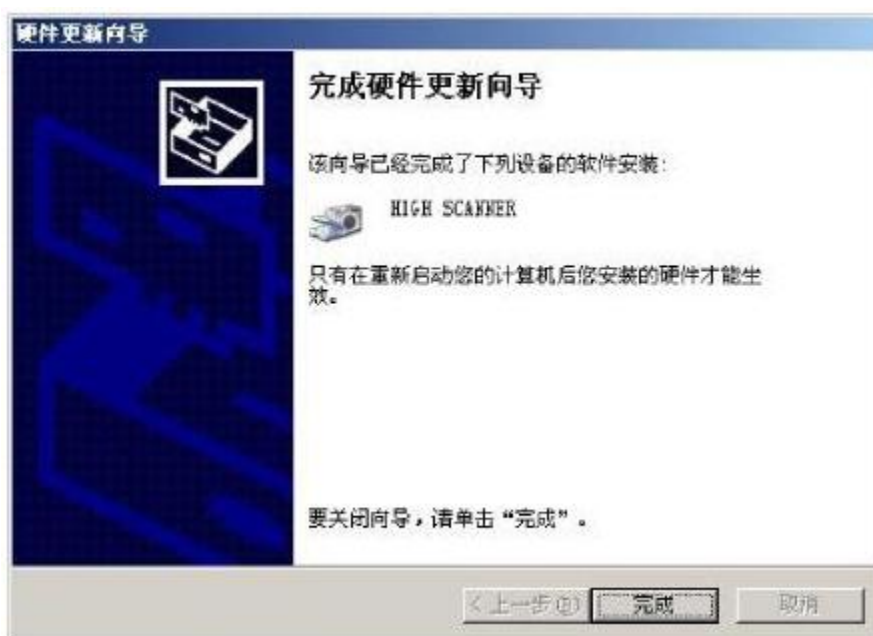 硬件更新向导
完成硬件更新向导
该向导已经完成了下列设备的软件安装:
HIGH SCANNER
只有在重新启动您的计算机后您安装的硬件才能生
效。
要关闭向导，请单击“完成”。
<上一步(B) 完成 取消